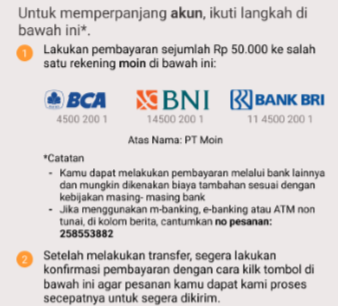 Untuk memperpanjang akun, ikuti langkah di
bawah ini*.
1 Lakukan pembayaran sejumlah Rp 50.000 ke salah
satu rekening moin di bawah ini:
BCA BNI BANK BRI
4500 200 1 14500 200 1 11 4500 200 1
Atas Nama: PT Moin
*Catatan
- Kamu dapat melakukan pembayaran melalui bank lainnya
dan mungkin dikenakan biaya tambahan sesuai dengan
kebijakan masing- masing bank
- Jika menggunakan m-banking, e-banking atau ATM non
tunai, di kolom berita, cantumkan no pesanan:
258553882
2 Setelah melakukan transfer, segera lakukan
konfirmasi pembayaran dengan cara kilk tombol di
bawah ini agar pesanan kamu dapat kami proses
secepatnya untuk segera dikirim.